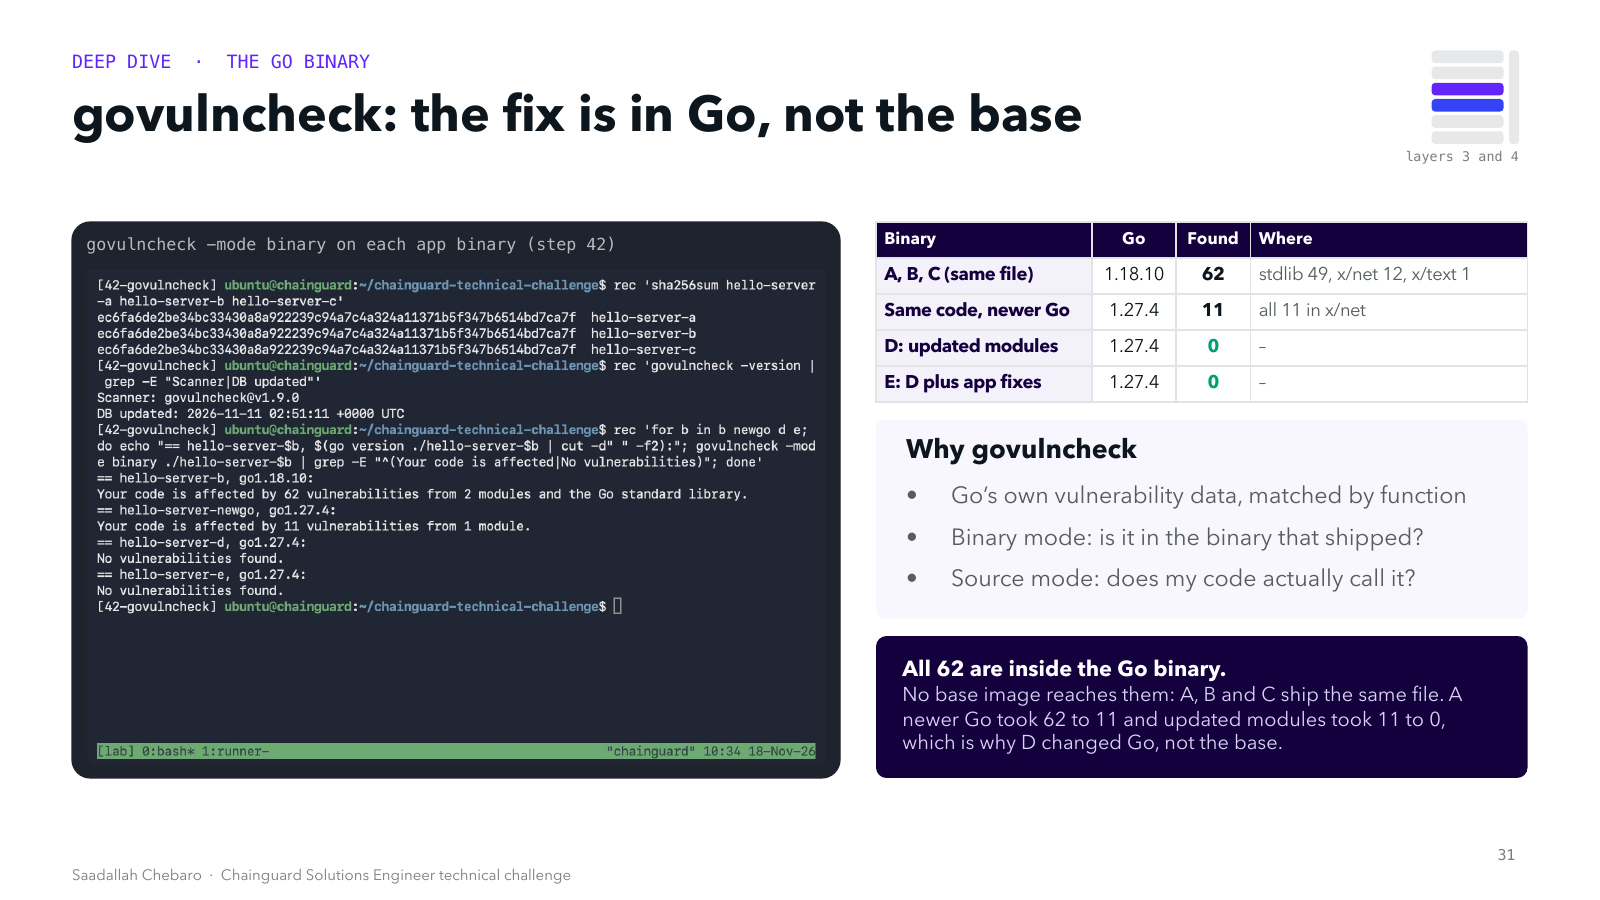 DEEP DIVE · THE GO BINARY
govulncheck: the fix is in Go, not the base
layers 3 and 4
govulncheck -mode binary on each app binary (step 42)
[42-govulncheck] ubuntu@chainguard:~/chainguard-technical-challenge$ rec 'sha256sum hello-server
-a hello-server-b hello-server-c'
ec6fa6de2be34bc33430a8a922239c94a7c4a324a11371b5f347b6514bd7ca7f  hello-server-a
ec6fa6de2be34bc33430a8a922239c94a7c4a324a11371b5f347b6514bd7ca7f  hello-server-b
ec6fa6de2be34bc33430a8a922239c94a7c4a324a11371b5f347b6514bd7ca7f  hello-server-c
[42-govulncheck] ubuntu@chainguard:~/chainguard-technical-challenge$ rec 'govulncheck -version |
 grep -E "Scanner|DB updated"'
Scanner: govulncheck@v1.9.0
DB updated: 2026-11-11 02:51:11 +0000 UTC
[42-govulncheck] ubuntu@chainguard:~/chainguard-technical-challenge$ rec 'for b in b newgo d e;
do echo "== hello-server-$b, $(go version ./hello-server-$b | cut -d" " -f2):"; govulncheck -mod
e binary ./hello-server-$b | grep -E "^(Your code is affected|No vulnerabilities)"; done'
== hello-server-b, go1.18.10:
Your code is affected by 62 vulnerabilities from 2 modules and the Go standard library.
== hello-server-newgo, go1.27.4:
Your code is affected by 11 vulnerabilities from 1 module.
== hello-server-d, go1.27.4:
No vulnerabilities found.
== hello-server-e, go1.27.4:
No vulnerabilities found.
[42-govulncheck] ubuntu@chainguard:~/chainguard-technical-challenge$
[lab] 0:bash* 1:runner- "chainguard" 10:34 18-Nov-26
Binary Go Found Where
A, B, C (same file) 1.18.10 62 stdlib 49, x/net 12, x/text 1
Same code, newer Go 1.27.4 11 all 11 in x/net
D: updated modules 1.27.4 0 –
E: D plus app fixes 1.27.4 0 –
Why govulncheck
• Go’s own vulnerability data, matched by function
• Binary mode: is it in the binary that shipped?
• Source mode: does my code actually call it?
All 62 are inside the Go binary.
No base image reaches them: A, B and C ship the same file. A
newer Go took 62 to 11 and updated modules took 11 to 0,
which is why D changed Go, not the base.
31
Saadallah Chebaro · Chainguard Solutions Engineer technical challenge